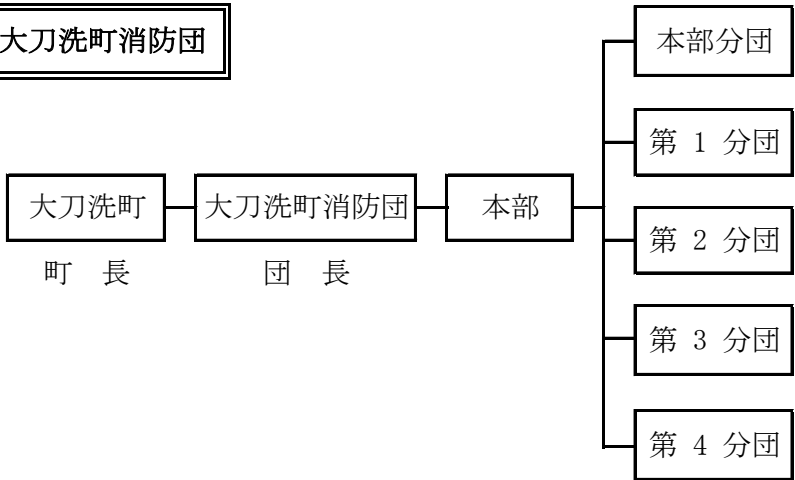 大刀洗町消防団
本部分団
第 1 分団
大刀洗町
大刀洗町消防団
本部
第 2 分団
町 長
団 長
第 3 分団
第 4 分団